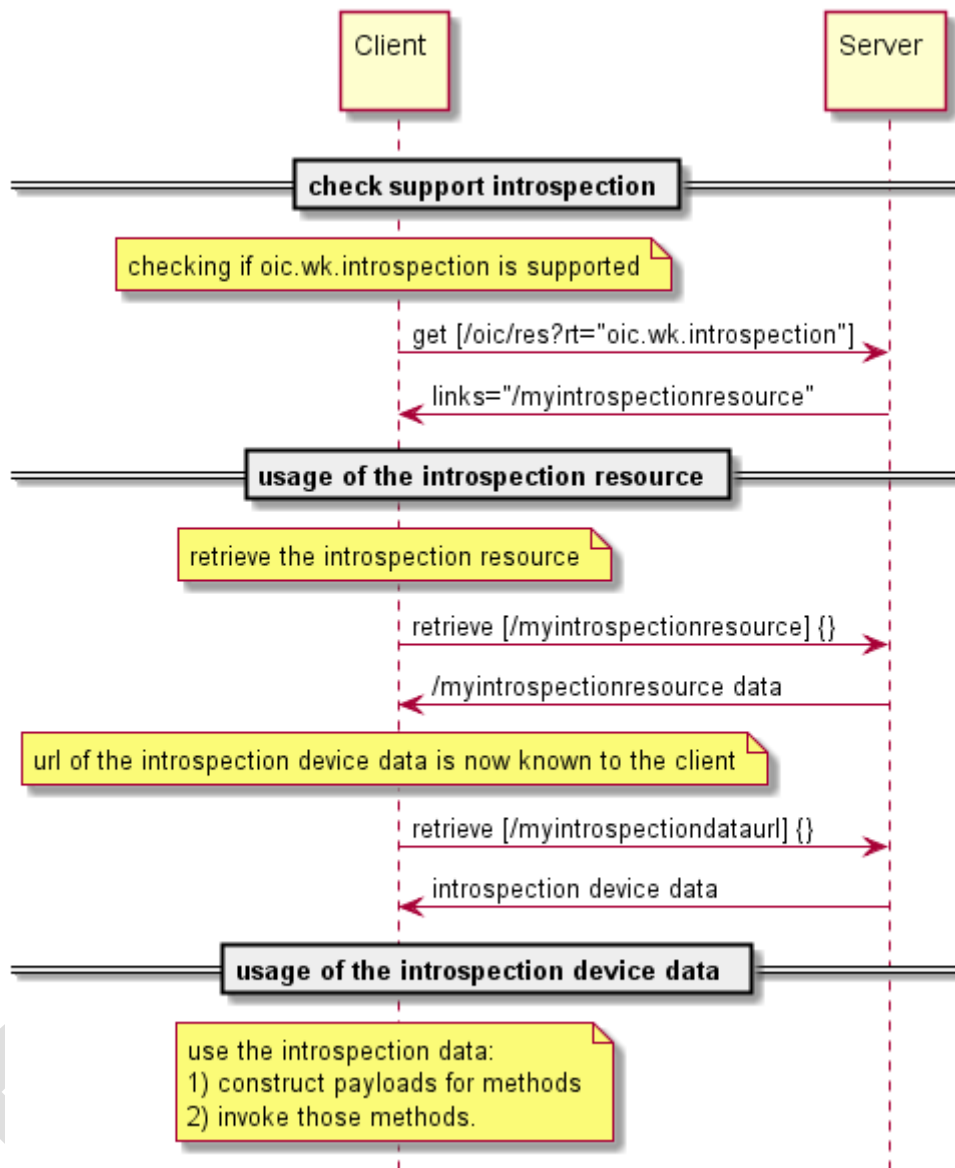 Client
Server
check support introspection
checking if oic.wk.introspection is supported
get [/oic/res?rt="oic.wk.introspection"]
links="/myintrospectionresource"
usage of the introspection resource
retrieve the introspection resource
retrieve [/myintrospectionresource] {}
/myintrospectionresource data
url of the introspection device data is now known to the client
retrieve [/myintrospectiondataurl] {}
introspection device data
usage of the introspection device data
use the introspection data:
1) construct payloads for methods
2) invoke those methods.